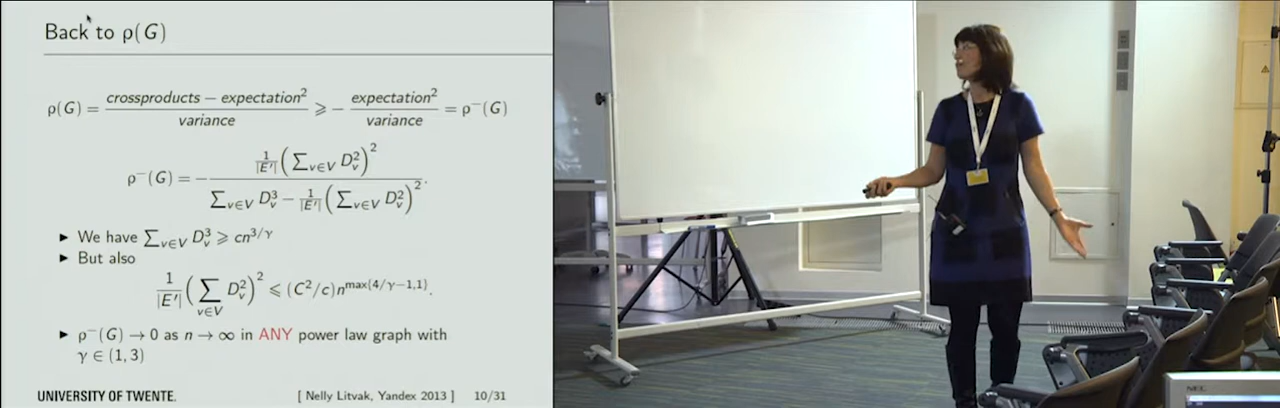 Back to ρ(G)
ρ(G) = (crossproducts − expectation²)/variance ⩾ − expectation²/variance = ρ⁻(G)
ρ⁻(G) = − (1/|E′| (∑_{v∈V} D_v²)²)/(∑_{v∈V} D_v³ − 1/|E′| (∑_{v∈V} D_v²)²).
▶ We have ∑_{v∈V} D_v³ ⩾ cn^{3/γ}
▶ But also
1/|E′| (∑_{v∈V} D_v²)² ⩽ (C²/c)n^{max(4/γ−1,1)}.
▶ ρ⁻(G) → 0 as n → ∞ in ANY power law graph with
γ ∈ (1, 3)
UNIVERSITY OF TWENTE. [ Nelly Litvak, Yandex 2013 ] 10/31
NEC